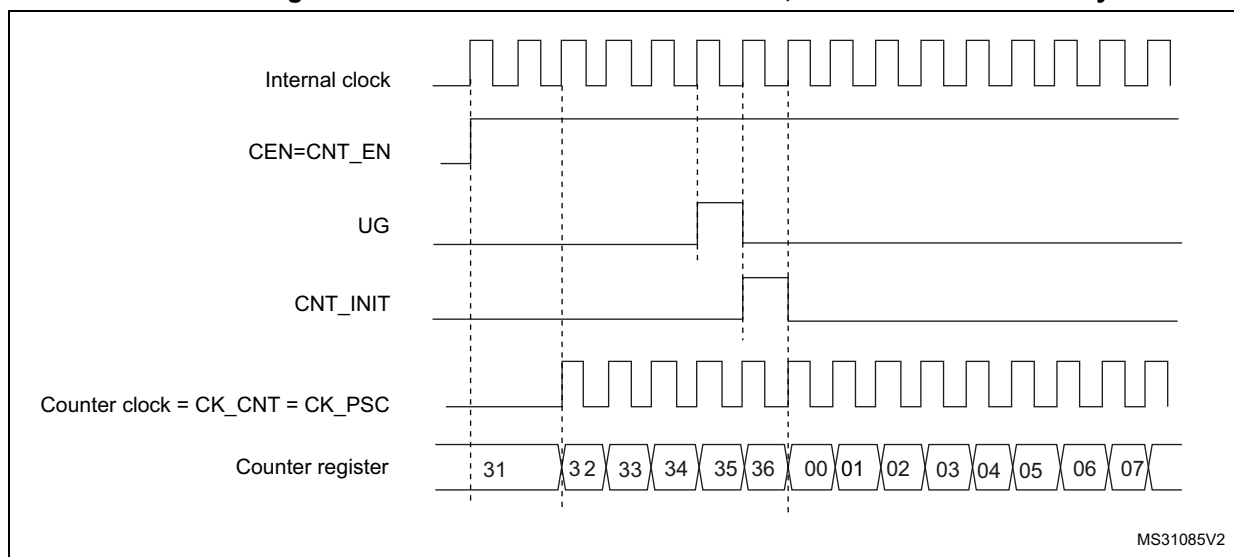 Internal clock
CEN=CNT_EN
UG
CNT_INIT
Counter clock = CK_CNT = CK_PSC
Counter register 31 32 33 34 35 36 00 01 02 03 04 05 06 07
MS31085V2